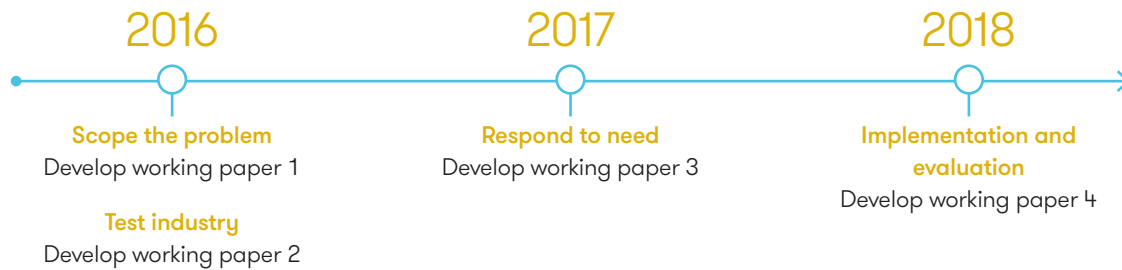 2016
2017
2018
Scope the problem
Develop working paper 1
Test industry
Develop working paper 2
Respond to need
Develop working paper 3
Implementation and
evaluation
Develop working paper 4